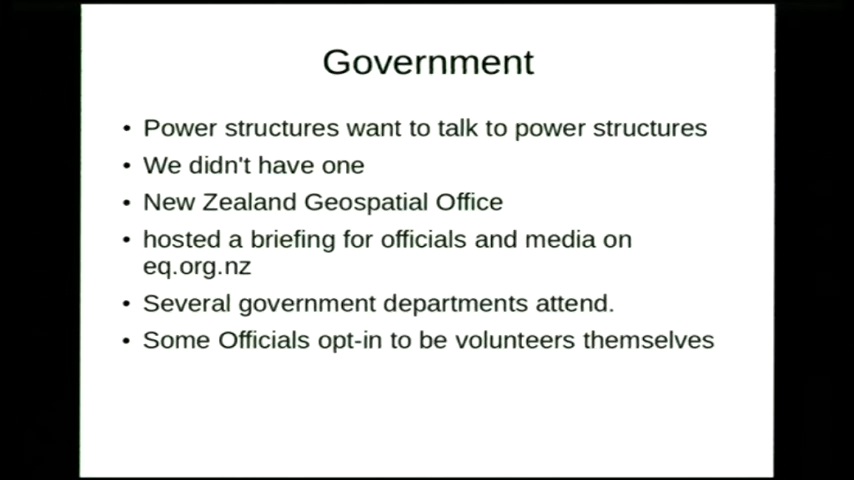 Government
• Power structures want to talk to power structures
• We didn't have one
• New Zealand Geospatial Office
• hosted a briefing for officials and media on
eq.org.nz
• Several government departments attend.
• Some Officials opt-in to be volunteers themselves